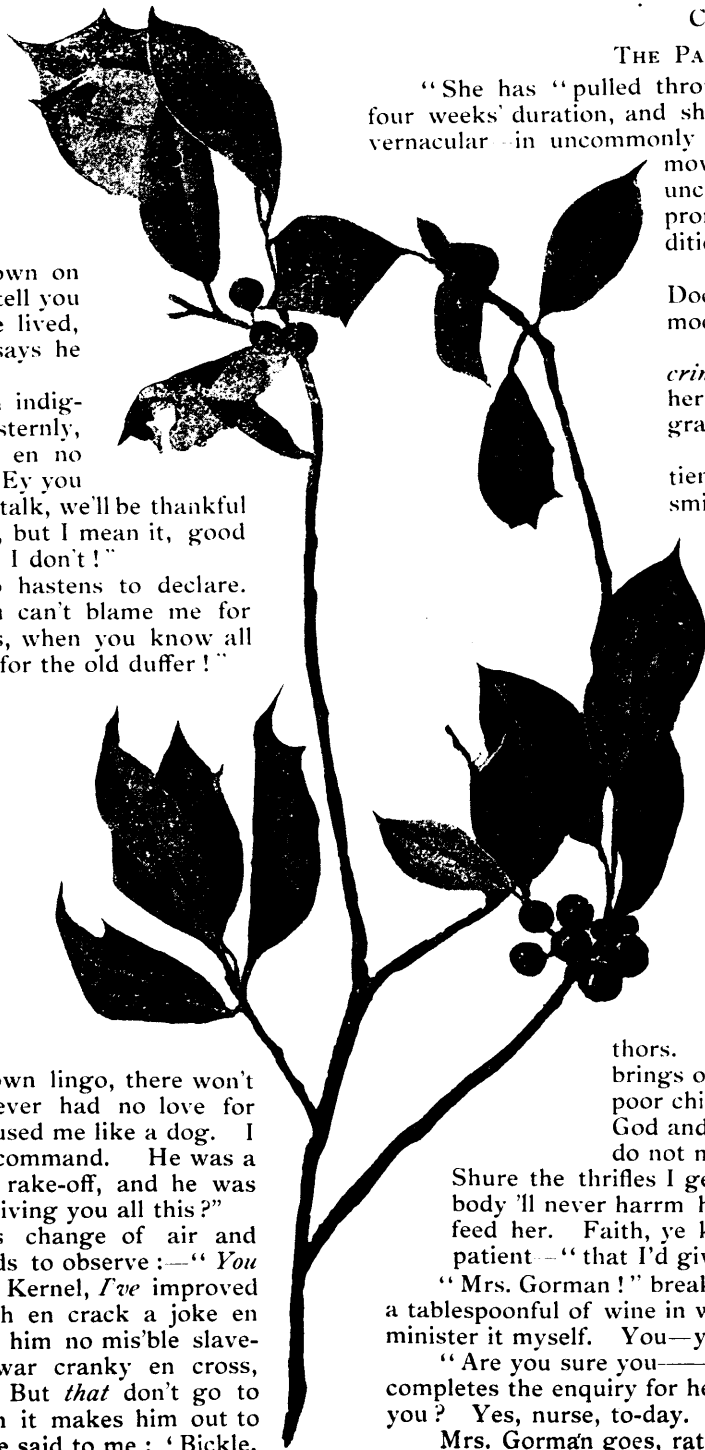 own on
tell you
lived,
says he
indig-
sternly,
en no
Ey you
talk, we'll be thankful
, but I mean it, good
I don't!"
hastens to declare.
can't blame me for
s, when you know all
for the old duffer!"
own lingo, there won't
ever had no love for
used me like a dog. I
command. He was a
rake-off, and he was
iving you all this?"
s change of air and
ds to observe:—"You
Kernel, I've improved
h en crack a joke en
him no mis'ble slave-
war cranky en cross,
But that don't go to
it makes him out to
e said to me: 'Bickle,
C
THE PA
"She has "pulled thro
four weeks' duration, and sh
vernacular—in uncommonly
mov
unc
pro
diti
Doe
mo
crin
her
gra
tien
smi
thors.
brings o
poor chi
God and
do not n
Shure the thrifles I ge
body 'll never harrm h
feed her. Faith, ye k
patient—"that I'd giv
"Mrs. Gorman!" breal
a tablespoonful of wine in w
minister it myself. You—y
"Are you sure you——
completes the enquiry for he
you? Yes, nurse, to-day.
Mrs. Gorman goes, rat